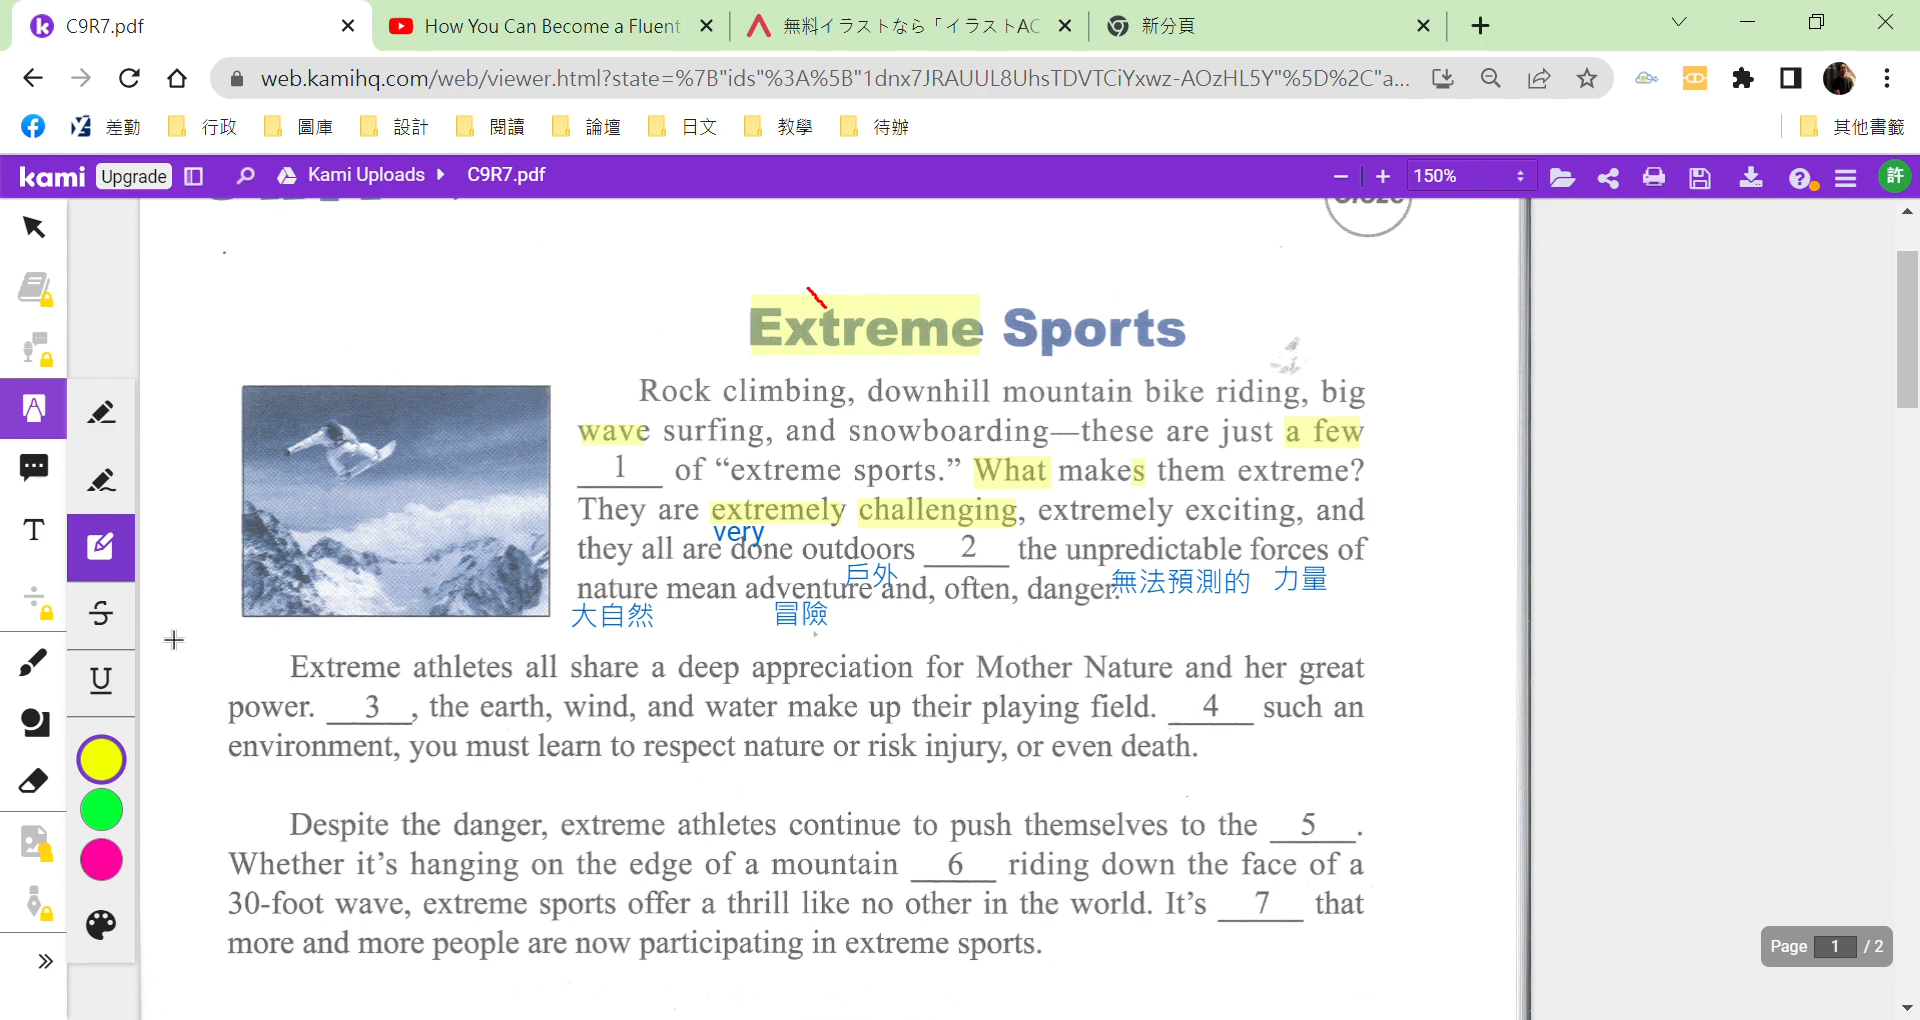 C9R7.pdf
How You Can Become a Fluent
無料イラストなら「イラストAC
新分頁
web.kamihq.com/web/viewer.html?state=%7B"ids"%3A%5B"1dnx7JRAUUL8UhsTDVTCiYxwz-AOzHL5Y"%5D%2C"a...
差勤 行政 圖庫 設計 閱讀 論壇 日文 教學 待辦 其他書籤
kami Upgrade Kami Uploads C9R7.pdf 150% 許
Extreme Sports
Rock climbing, downhill mountain bike riding, big
wave surfing, and snowboarding—these are just a few
1 of “extreme sports.” What makes them extreme?
They are extremely challenging, extremely exciting, and
very
they all are done outdoors 2 the unpredictable forces of
戶外 無法預測的 力量
nature mean adventure and, often, danger.
大自然 冒險
Extreme athletes all share a deep appreciation for Mother Nature and her great
power. 3, the earth, wind, and water make up their playing field. 4 such an
environment, you must learn to respect nature or risk injury, or even death.
Despite the danger, extreme athletes continue to push themselves to the 5.
Whether it’s hanging on the edge of a mountain 6 riding down the face of a
30-foot wave, extreme sports offer a thrill like no other in the world. It’s 7 that
more and more people are now participating in extreme sports.
Page 1 / 2